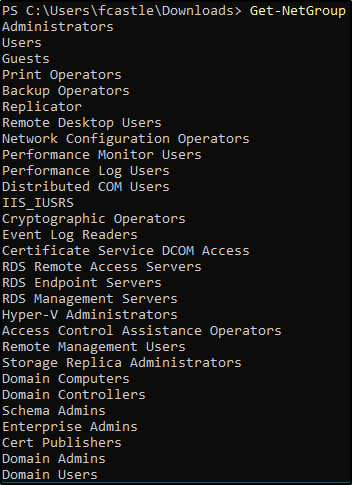 PS C:\Users\fcastle\Downloads> Get-NetGroup
Administrators
Users
Guests
Print Operators
Backup Operators
Replicator
Remote Desktop Users
Network Configuration Operators
Performance Monitor Users
Performance Log Users
Distributed COM Users
IIS_IUSRS
Cryptographic Operators
Event Log Readers
Certificate Service DCOM Access
RDS Remote Access Servers
RDS Endpoint Servers
RDS Management Servers
Hyper-V Administrators
Access Control Assistance Operators
Remote Management Users
Storage Replica Administrators
Domain Computers
Domain Controllers
Schema Admins
Enterprise Admins
Cert Publishers
Domain Admins
Domain Users